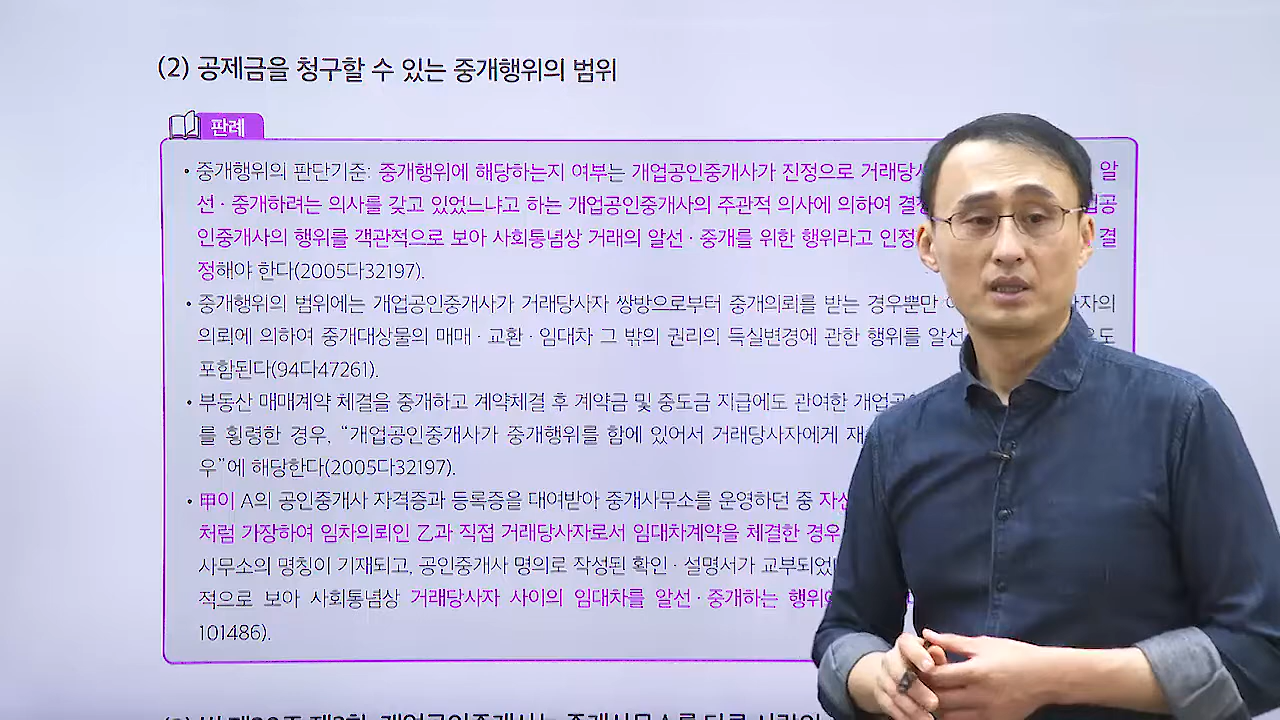 (2) 공제금을 청구할 수 있는 중개행위의 범위
판례
• 중개행위의 판단기준: 중개행위에 해당하는지 여부는 개업공인중개사가 진정으로 거래당사 알
선·중개하려는 의사를 갖고 있었느냐고 하는 개업공인중개사의 주관적 의사에 의하여 공
인중개사의 행위를 객관적으로 보아 사회통념상 거래의 알선·중개를 위한 행위라고 결
정해야 한다(2005다32197).
• 중개행위의 범위에는 개업공인중개사가 거래당사자 쌍방으로부터 중개의뢰를 받는 경우뿐만
의뢰에 의하여 중개대상물의 매매·교환·임대차 그 밖의 권리의 득실변경에 관한 행위를 알선 도
포함된다(94다47261).
• 부동산 매매계약 체결을 중개하고 계약체결 후 계약금 및 중도금 지급에도 관여한
를 횡령한 경우, “개업공인중개사가 중개행위를 함에 있어서 거래당사자에게
우”에 해당한다(2005다32197).
• 甲이 A의 공인중개사 자격증과 등록증을 대여받아 중개사무소를 운영하던 중
처럼 가장하여 임차의뢰인 乙과 직접 거래당사자로서 임대차계약을 체결한 경우
사무소의 명칭이 기재되고, 공인중개사 명의로 작성된 확인·설명서가
적으로 보아 사회통념상 거래당사자 사이의 임대차를 알선·중개하는
101486).